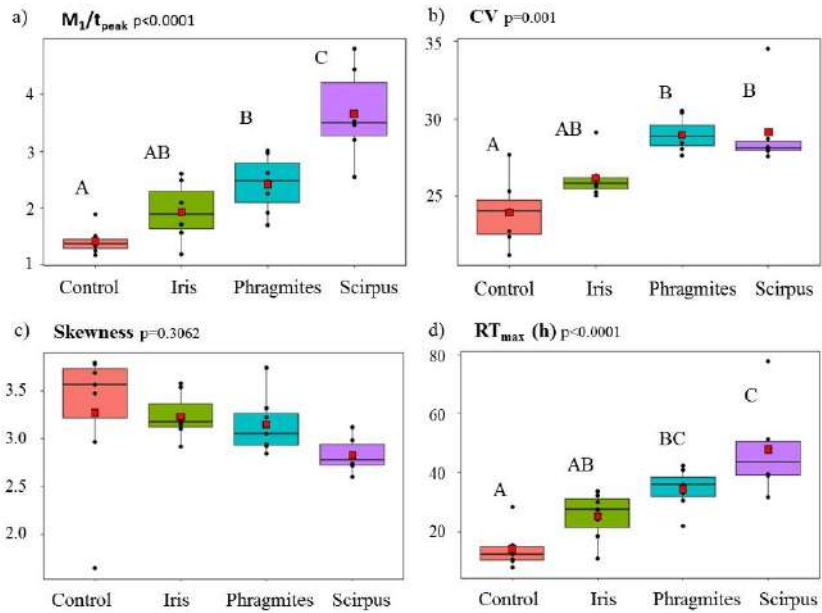 a) M₁/tpeak p<0.0001
4
3
2
1
A
AB
B
C
Control Iris Phragmites Scirpus
b) CV p=0.001
35
30
25
A
AB
B
B
Control Iris Phragmites Scirpus
c) Skewness p=0.3062
3.5
3.0
2.5
2.0
Control Iris Phragmites Scirpus
d) RTmax (h) p<0.0001
80
60
40
20
A
AB
BC
C
Control Iris Phragmites Scirpus